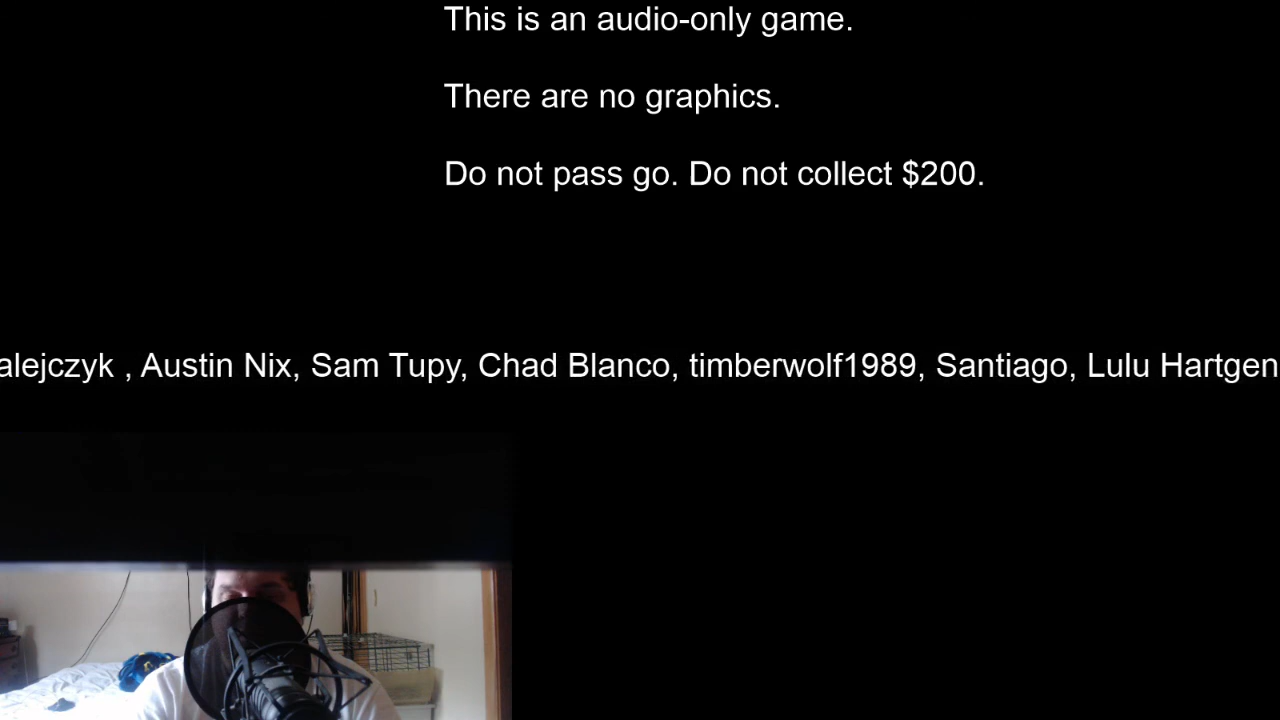 This is an audio-only game.
There are no graphics.
Do not pass go. Do not collect $200.
alejczyk , Austin Nix, Sam Tupy, Chad Blanco, timberwolf1989, Santiago, Lulu Hartgen